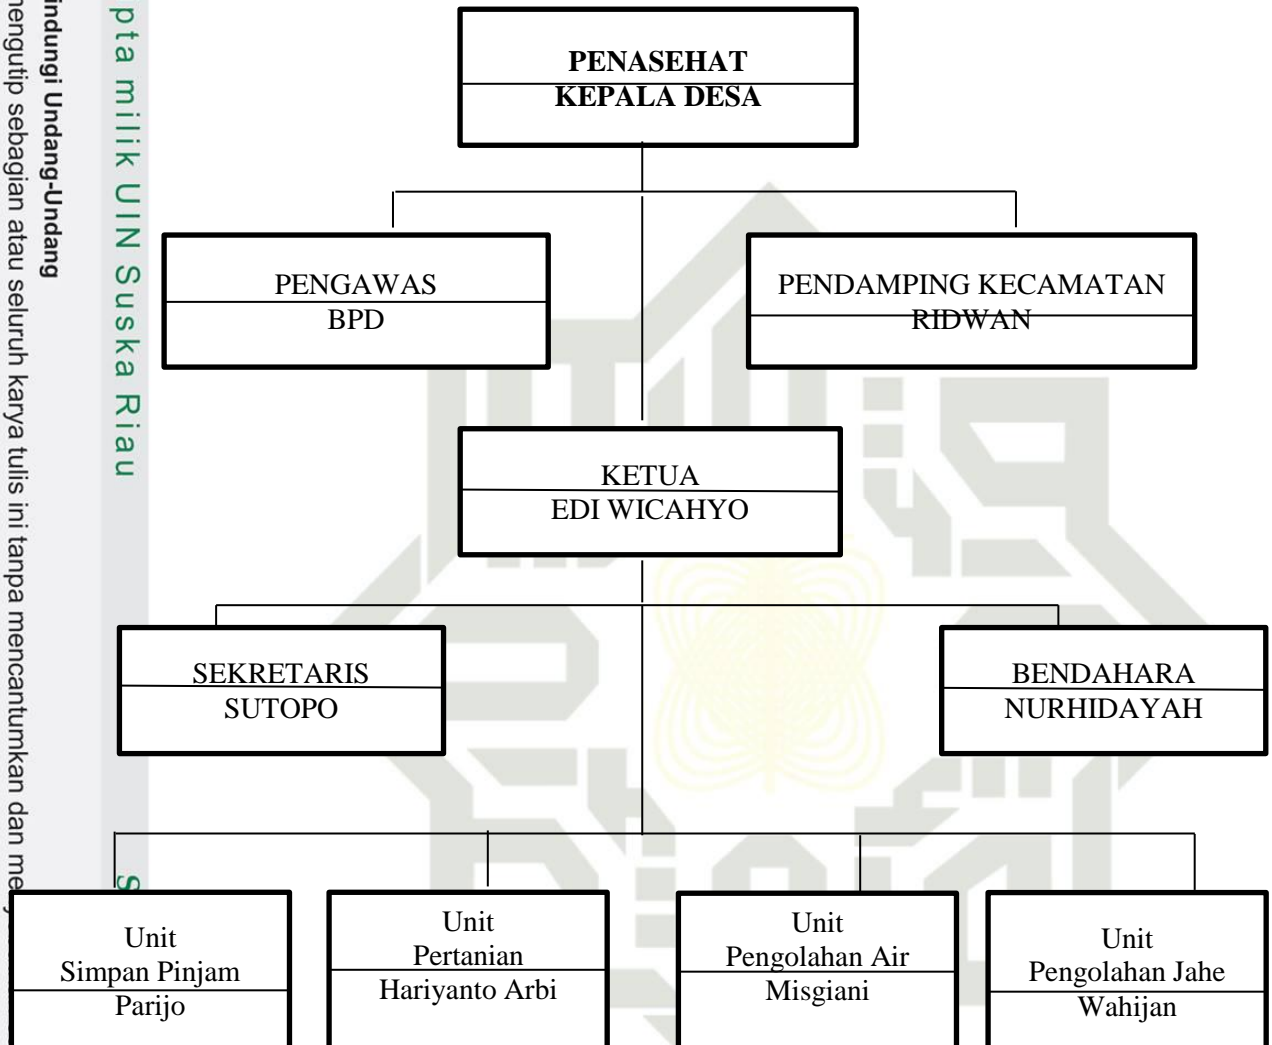 PENASEHAT
KEPALA DESA
PENGAWAS
BPD
PENDAMPING KECAMATAN
RIDWAN
KETUA
EDI WICAHYO
SEKRETARIS
SUTOPO
BENDAHARA
NURHIDAYAH
Unit
Simpan Pinjam
Parijo
Unit
Pertanian
Hariyanto Arbi
Unit
Pengolahan Air
Misgiani
Unit
Pengolahan Jahe
Wahijan
pta milik UIN Suska Riau
S
indungi Undang-Undang
mengutip sebagian atau seluruh karya tulis ini tanpa mencantumkan dan me